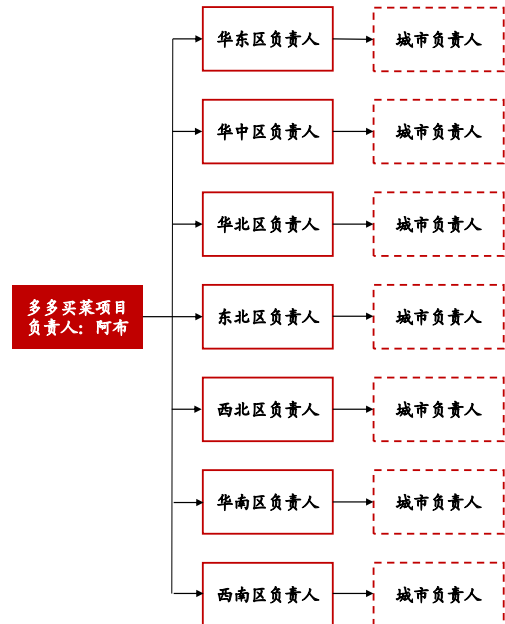 华东区负责人
城市负责人
华中区负责人
城市负责人
华北区负责人
城市负责人
多多买菜项目
负责人：阿布
东北区负责人
城市负责人
西北区负责人
城市负责人
华南区负责人
城市负责人
西南区负责人
城市负责人